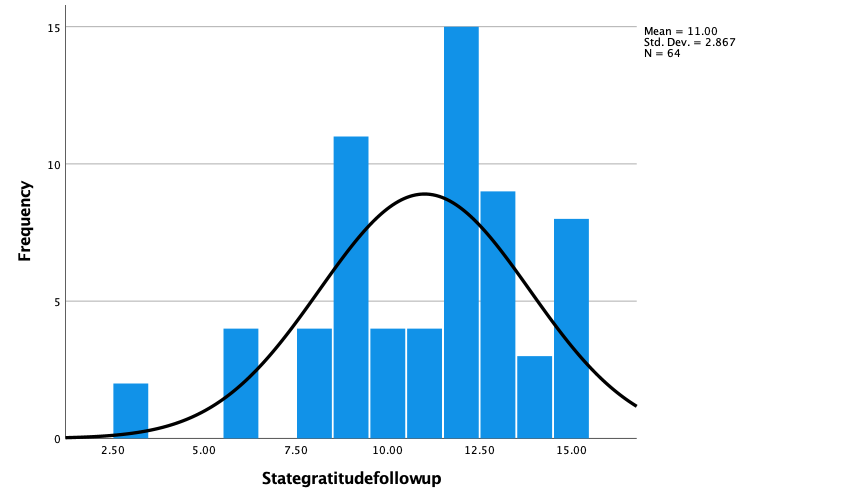 15
10
5
0
Frequency
2.50 5.00 7.50 10.00 12.50 15.00
Stategratitudefollowup
Mean = 11.00
Std. Dev. = 2.867
N = 64